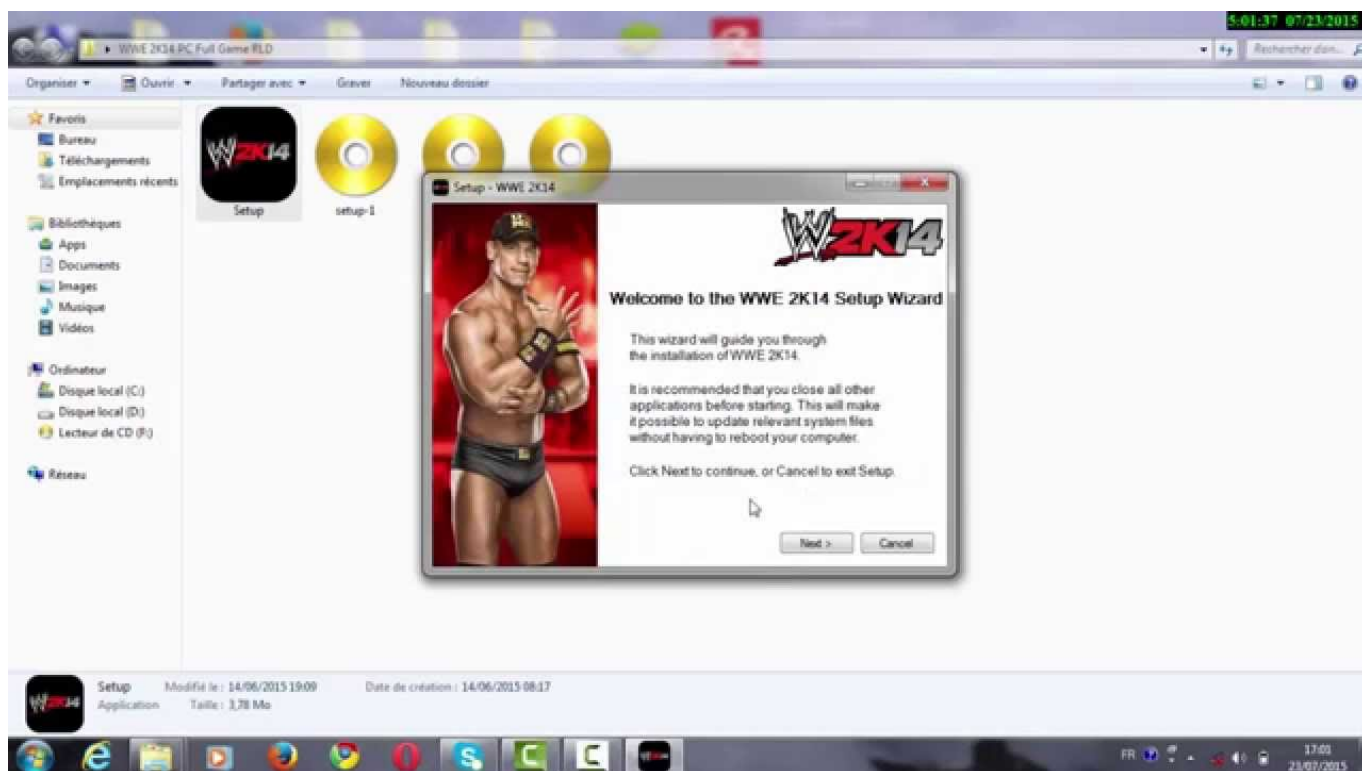 5:01:37 07/23/2015
WWE 2K14 PC Full Game RLD
Rechercher dan...
Organiser
Ouvrir
Partager avec
Graver
Nouveau dossier
Favoris
Bureau
Téléchargements
Emplacements récents
Bibliothèques
Apps
Documents
Images
Musique
Vidéos
Ordinateur
Disque local (C:)
Disque local (D:)
Lecteur de CD (F:)
Réseau
W2K14
Setup
setup-1
Setup - WWE 2K14
W2K14
Welcome to the WWE 2K14 Setup Wizard
This wizard will guide you through
the installation of WWE 2K14.
It is recommended that you close all other
applications before starting. This will make
it possible to update relevant system files
without having to reboot your computer.
Click Next to continue, or Cancel to exit Setup.
Next >
Cancel
W2K14
Setup
Modifié le : 14/06/2015 19:09
Date de création : 14/06/2015 08:17
Application
Taille : 3,78 Mo
FR
17:01
23/07/2015